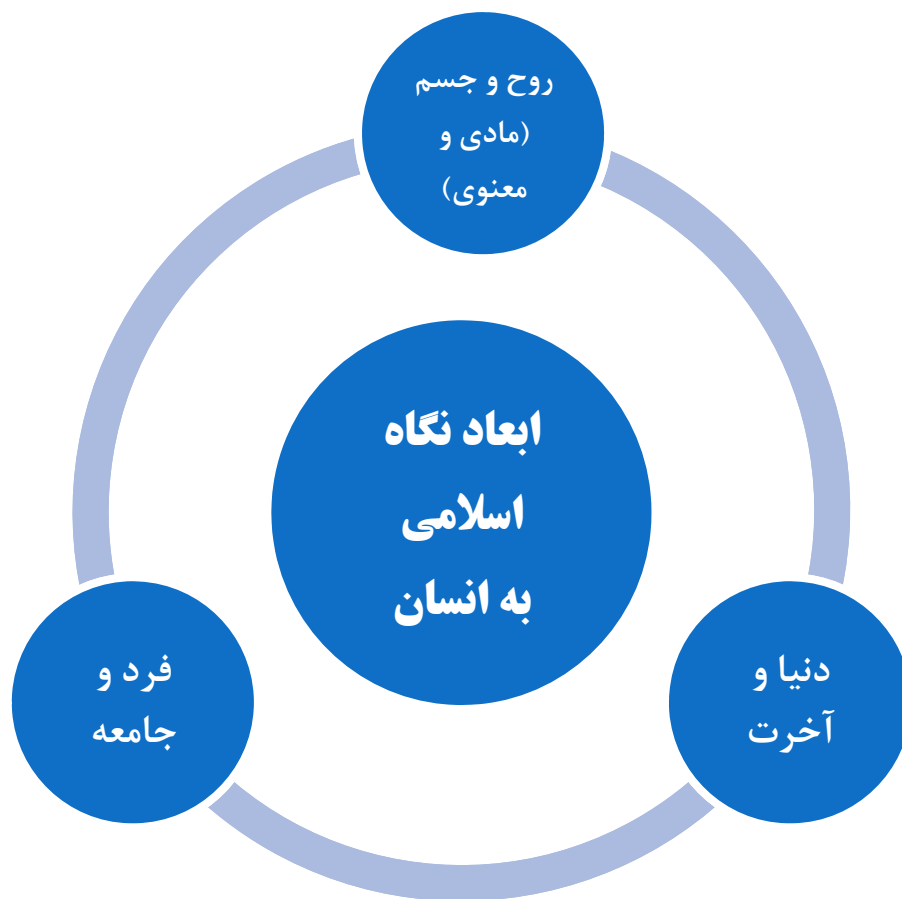 روح و جسم
(مادی و
معنوی)
ابعاد نگاه
اسلامی
به انسان
دنیا و
آخرت
فرد و
جامعه